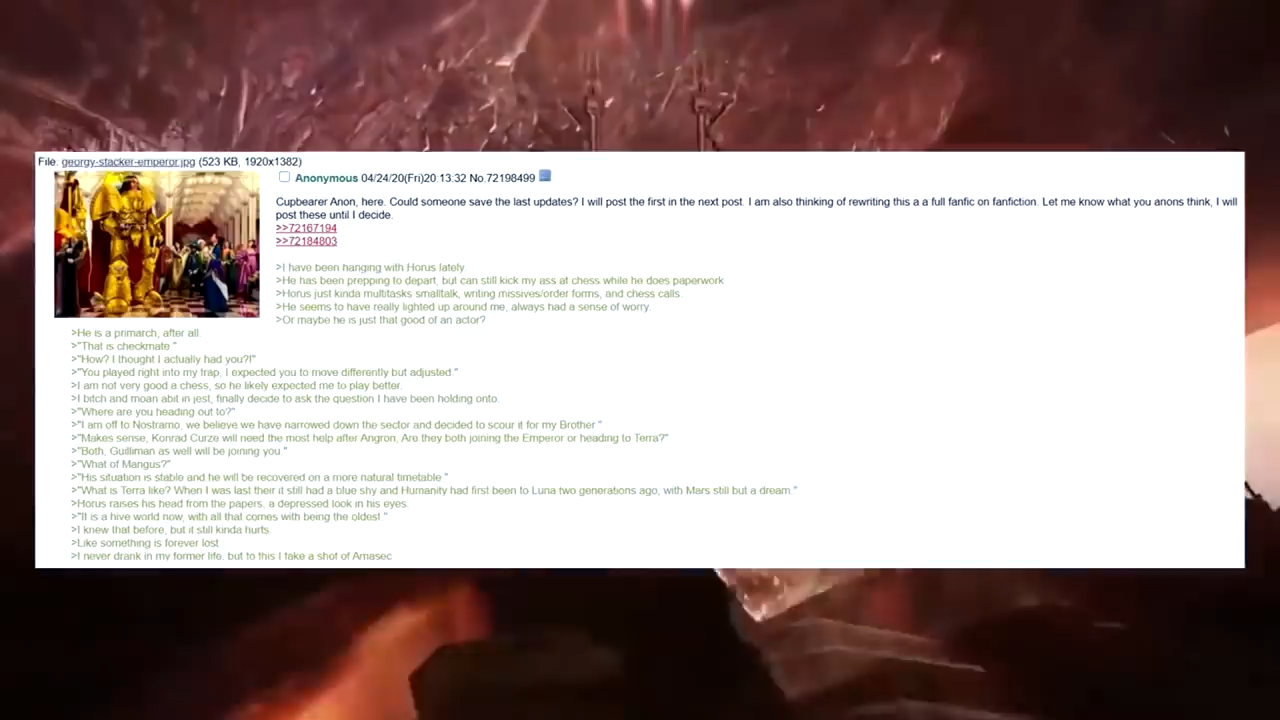 File: georgy-stacker-emperor.jpg (523 KB, 1920x1382)
Anonymous 04/24/20(Fri)20:13:32 No.72198499
Cupbearer Anon, here. Could someone save the last updates? I will post the first in the next post. I am also thinking of rewriting this a a full fanfic on fanfiction. Let me know what you anons think, I will
post these until I decide.
>>72167194
>>72184803
>I have been hanging with Horus lately
>He has been prepping to depart, but can still kick my ass at chess while he does paperwork
>Horus just kinda multitasks smalltalk, writing missives/order forms, and chess calls.
>He seems to have really lighted up around me, always had a sense of worry.
>Or maybe he is just that good of an actor?
>He is a primarch, after all.
>"That is checkmate "
>"How? I thought I actually had you?!"
>"You played right into my trap, I expected you to move differently but adjusted."
>I am not very good a chess, so he likely expected me to play better.
>I bitch and moan abit in jest, finally decide to ask the question I have been holding onto.
>"Where are you heading out to?"
>"I am off to Nostramo, we believe we have narrowed down the sector and decided to scour it for my Brother "
>"Makes sense, Konrad Curze will need the most help after Angron, Are they both joining the Emperor or heading to Terra?"
>"Both, Guilliman as well will be joining you."
>"What of Mangus?"
>"His situation is stable and he will be recovered on a more natural timetable "
>"What is Terra like? When I was last their it still had a blue shy and Humanity had first been to Luna two generations ago, with Mars still but a dream."
>Horus raises his head from the papers, a depressed look in his eyes.
>"It is a hive world now, with all that comes with being the oldest "
>I knew that before, but it still kinda hurts.
>Like something is forever lost
>I never drank in my former life, but to this I take a shot of Amasec